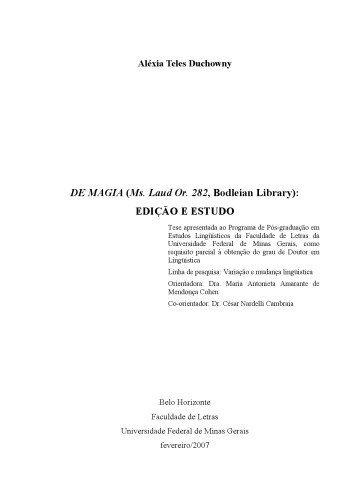 Aléxia Teles Duchowny
DE MAGIA (Ms. Laud Or. 282, Bodleian Library):
EDIÇÃO E ESTUDO
Tese apresentada ao Programa de Pós-graduação em
Estudos Lingüísticos da Faculdade de Letras da
Universidade Federal de Minas Gerais, como
requisito parcial à obtenção do grau de Doutor em
Lingüística
Linha de pesquisa: Variação e mudança lingüística
Orientadora: Dra. Maria Antonieta Amarante de
Mendonça Cohen
Co-orientador: Dr. César Nardelli Cambraia
Belo Horizonte
Faculdade de Letras
Universidade Federal de Minas Gerais
fevereiro/2007